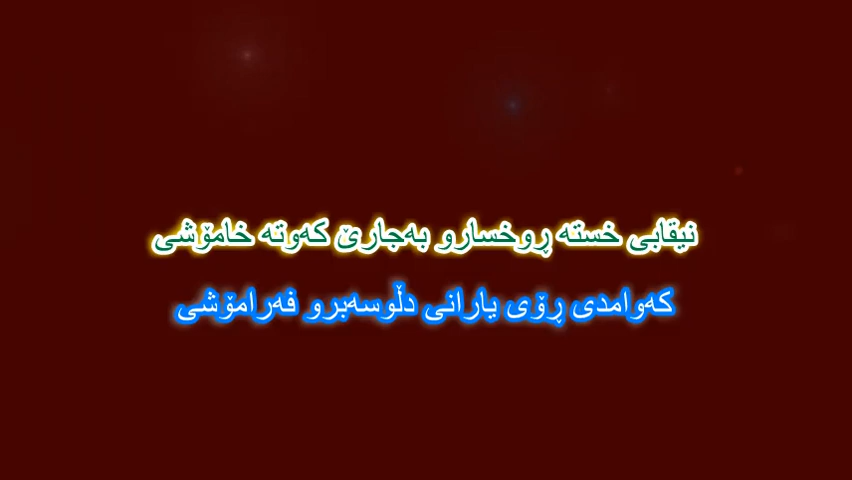 نیقابی خستە ڕوخسارو بەجارێ کەوتە خامۆشی
کەوامدی ڕۆی یارانی دڵوسەبرو فەرامۆشی